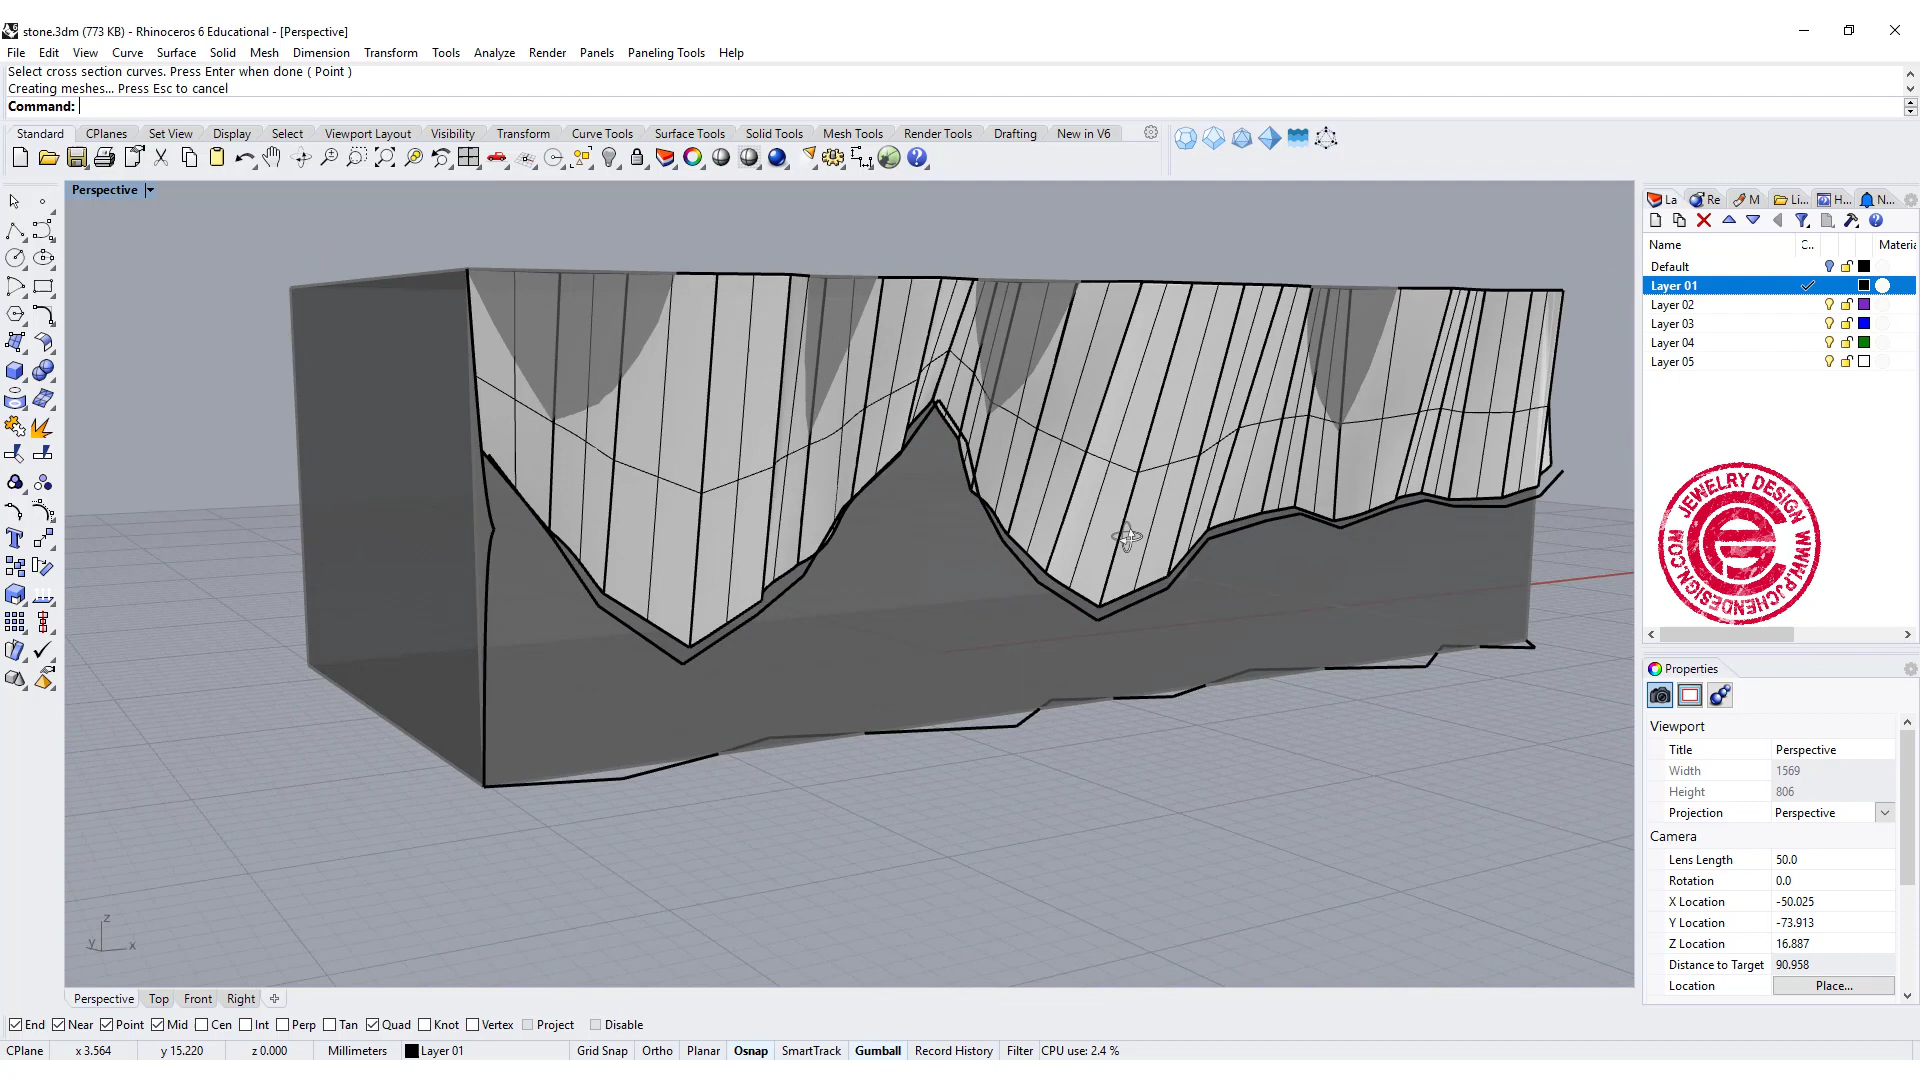 stone.3dm (773 KB) - Rhinoceros 6 Educational - [Perspective]
File Edit View Curve Surface Solid Mesh Dimension Transform Tools Analyze Render Panels Paneling Tools Help
Select cross section curves. Press Enter when done ( Point )
Creating meshes... Press Esc to cancel
Command:
Standard CPlanes Set View Display Select Viewport Layout Visibility Transform Curve Tools Surface Tools Solid Tools Mesh Tools Render Tools Drafting New in V6
Perspective
La Re M Li... H... N...
Name C.. Materia
Default
Layer 01
Layer 02
Layer 03
Layer 04
Layer 05
JEWELRY DESIGN
WWW.PJCHENDESIGN.COM
Properties
Viewport
Title Perspective
Width 1569
Height 806
Projection Perspective
Camera
Lens Length 50.0
Rotation 0.0
X Location -50.025
Y Location -73.913
Z Location 16.887
Distance to Target 90.958
Location Place...
z
y x
Perspective Top Front Right
End Near Point Mid Cen Int Perp Tan Quad Knot Vertex Project Disable
CPlane x 3.564 y 15.220 z 0.000 Millimeters Layer 01 Grid Snap Ortho Planar Osnap SmartTrack Gumball Record History Filter CPU use: 2.4 %